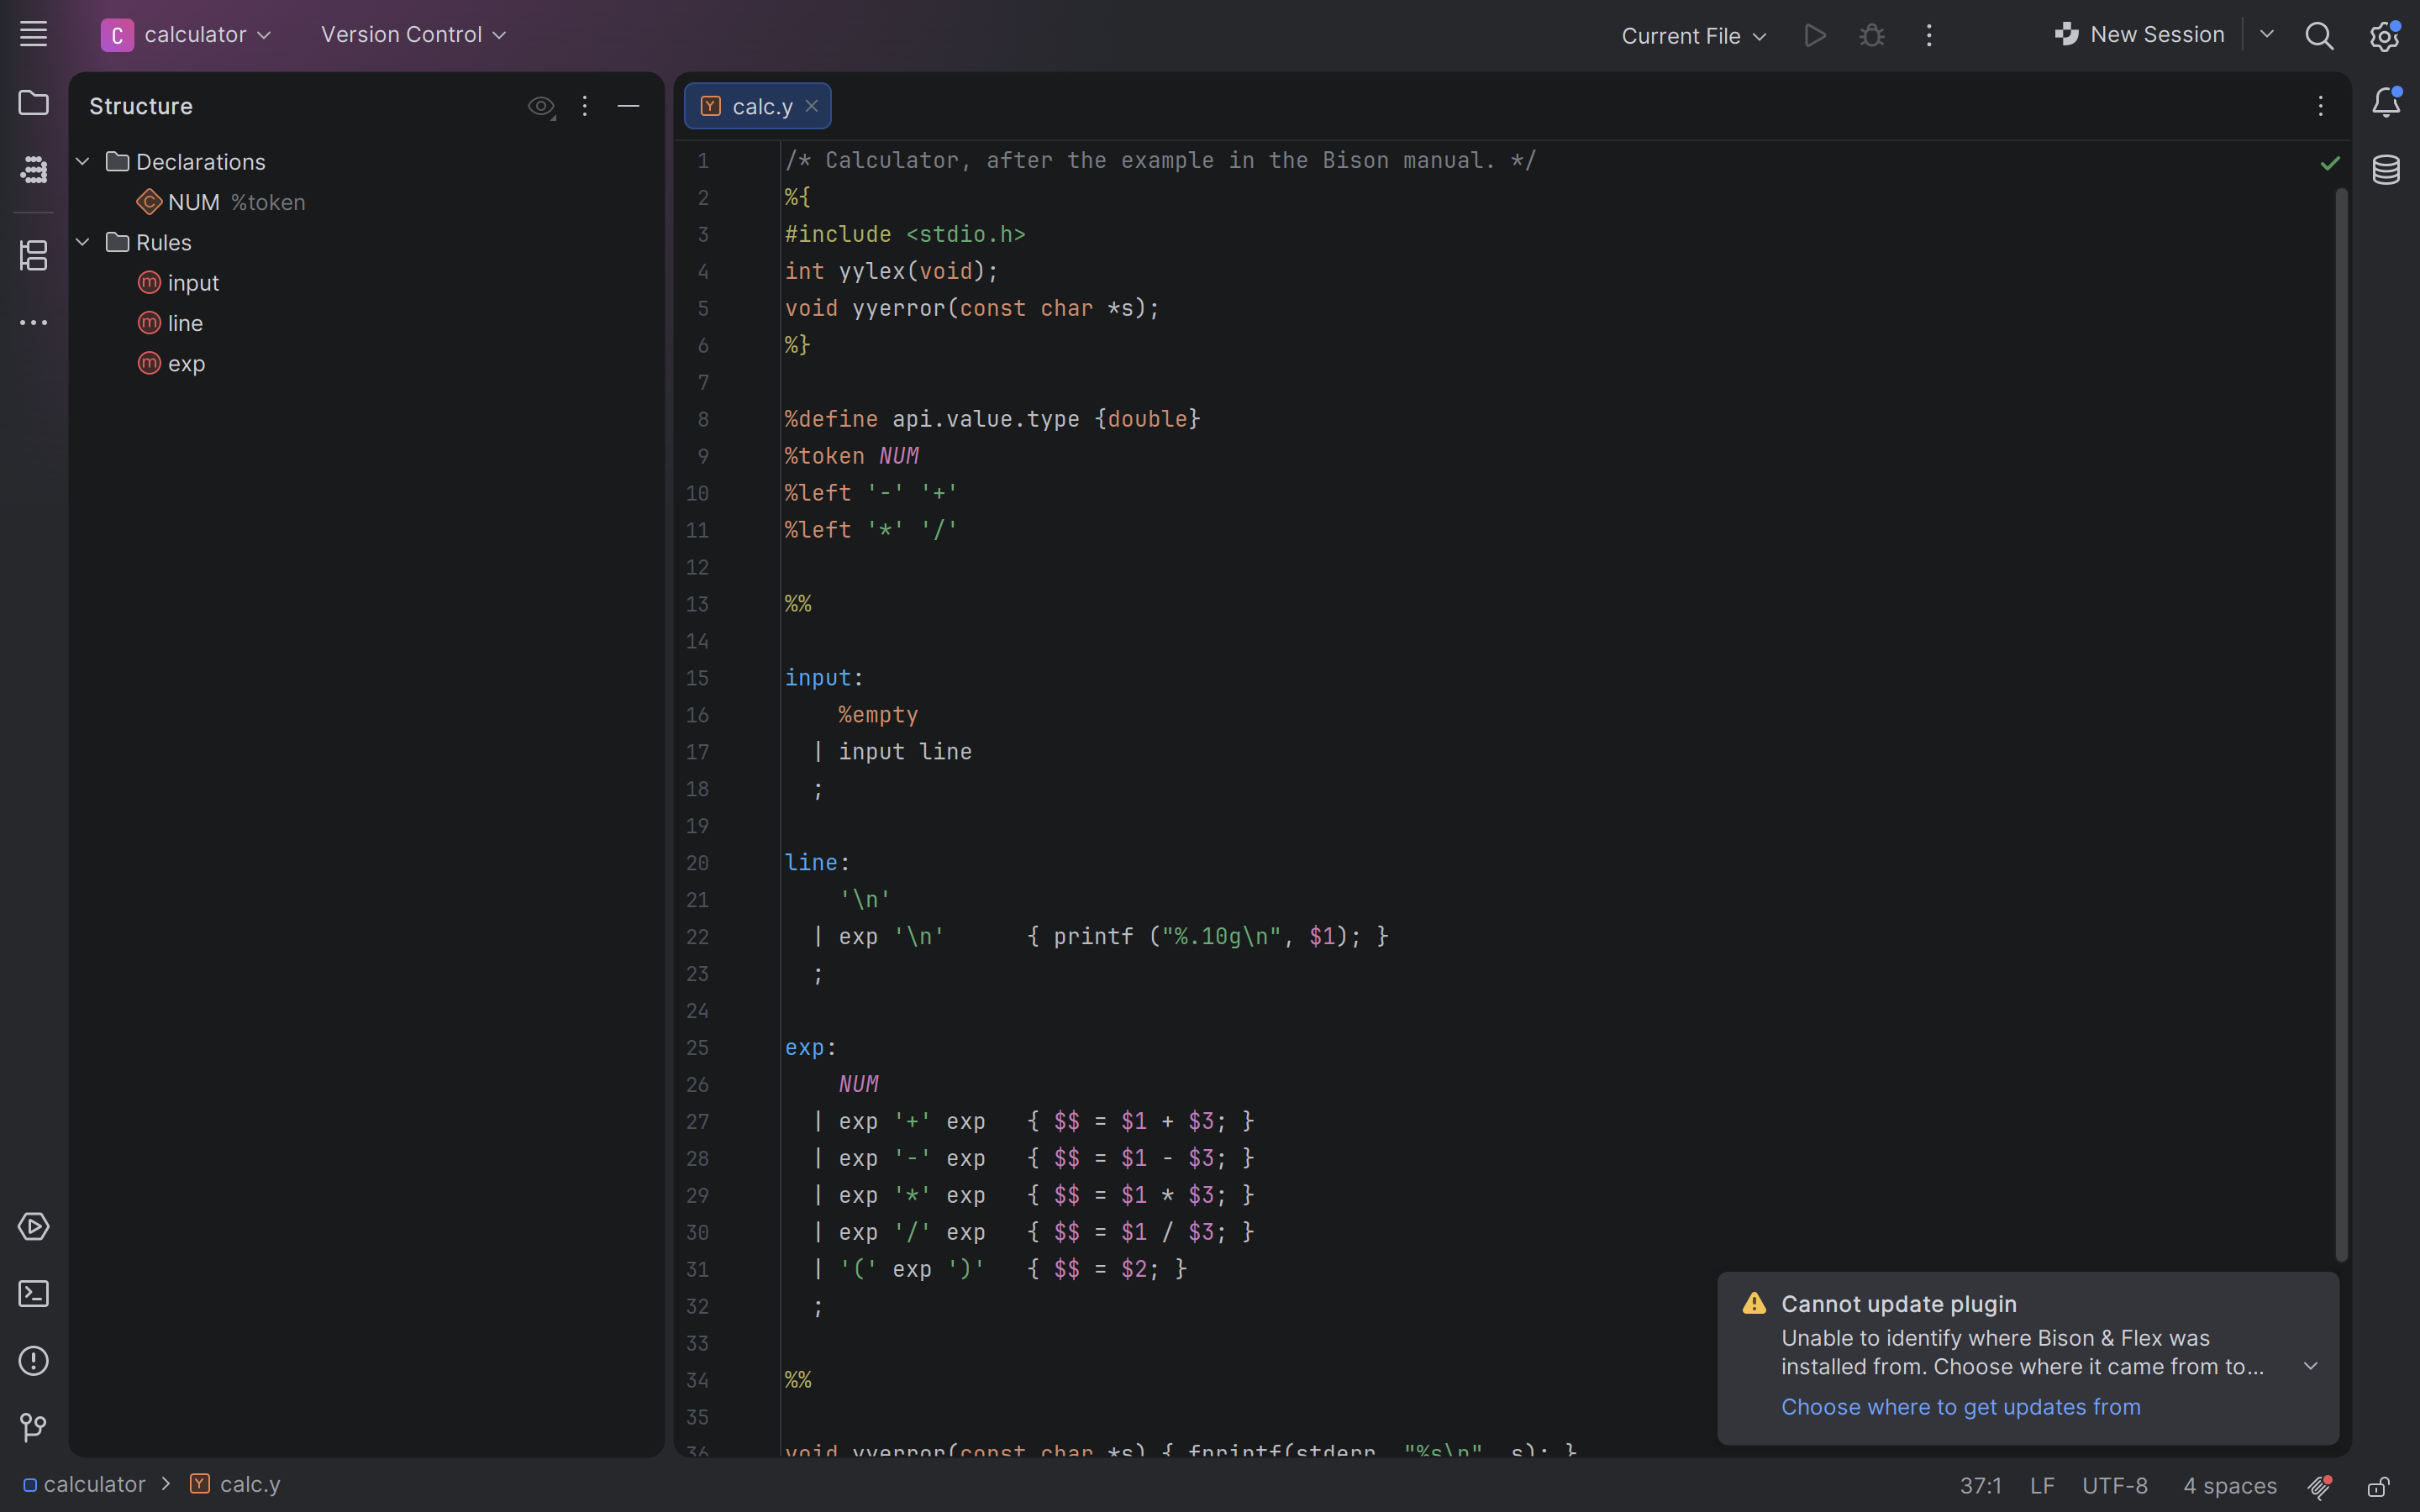 C calculator Version Control Current File New Session
Structure
Declarations
NUM %token
Rules
input
line
exp
calc.y
1 /* Calculator, after the example in the Bison manual. */
2 %{
3 #include <stdio.h>
4 int yylex(void);
5 void yyerror(const char *s);
6 %}
7
8 %define api.value.type {double}
9 %token NUM
10 %left '-' '+'
11 %left '*' '/'
12
13 %%
14
15 input:
16 %empty
17 | input line
18 ;
19
20 line:
21 '\n'
22 | exp '\n' { printf ("%.10g\n", $1); }
23 ;
24
25 exp:
26 NUM
27 | exp '+' exp { $$ = $1 + $3; }
28 | exp '-' exp { $$ = $1 - $3; }
29 | exp '*' exp { $$ = $1 * $3; }
30 | exp '/' exp { $$ = $1 / $3; }
31 | '(' exp ')' { $$ = $2; }
32 ;
33
34 %%
35
36 void yyerror(const char *s) { fprintf(stderr, "%s\n", s); }
Cannot update plugin
Unable to identify where Bison & Flex was
installed from. Choose where it came from to...
Choose where to get updates from
calculator > calc.y 37:1 LF UTF-8 4 spaces